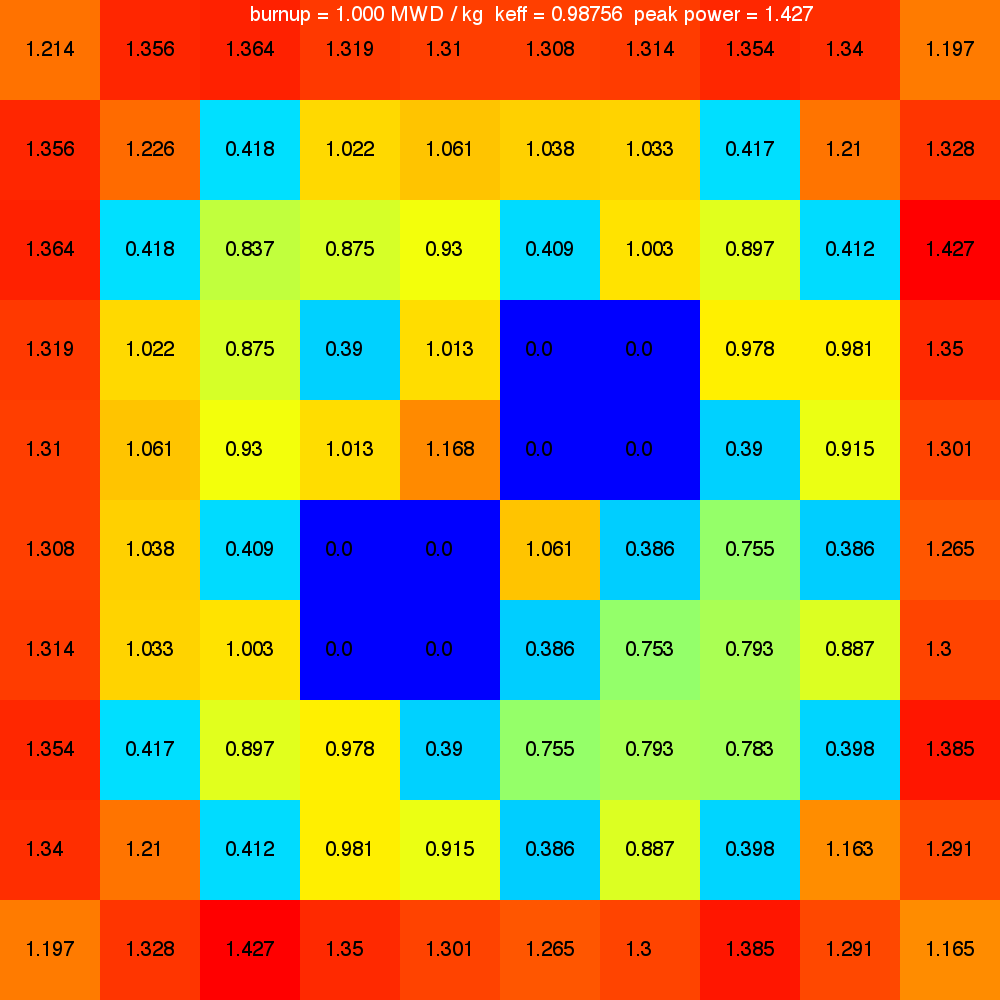 burnup = 1.000 MWD / kg keff = 0.98756 peak power = 1.427
1.214 1.356 1.364 1.319 1.31 1.308 1.314 1.354 1.34 1.197
1.356 1.226 0.418 1.022 1.061 1.038 1.033 0.417 1.21 1.328
1.364 0.418 0.837 0.875 0.93 0.409 1.003 0.897 0.412 1.427
1.319 1.022 0.875 0.39 1.013 0.0 0.0 0.978 0.981 1.35
1.31 1.061 0.93 1.013 1.168 0.0 0.0 0.39 0.915 1.301
1.308 1.038 0.409 0.0 0.0 1.061 0.386 0.755 0.386 1.265
1.314 1.033 1.003 0.0 0.0 0.386 0.753 0.793 0.887 1.3
1.354 0.417 0.897 0.978 0.39 0.755 0.793 0.783 0.398 1.385
1.34 1.21 0.412 0.981 0.915 0.386 0.887 0.398 1.163 1.291
1.197 1.328 1.427 1.35 1.301 1.265 1.3 1.385 1.291 1.165